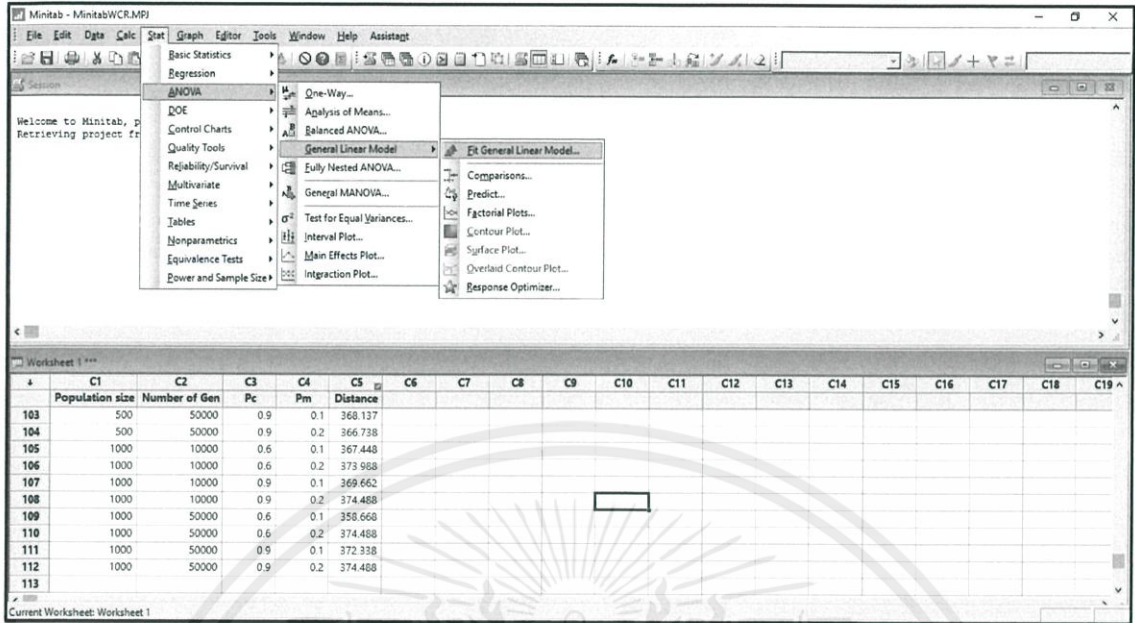 Minitab - MinitabWCR.MPJ
File Edit Data Calc Stat Graph Editor Tools Window Help Assistant
Session
Welcome to Minitab, p
Retrieving project fr
Basic Statistics
Regression
ANOVA
DOE
Control Charts
Quality Tools
Reliability/Survival
Multivariate
Time Series
Tables
Nonparametrics
Equivalence Tests
Power and Sample Size
One-Way...
Analysis of Means...
Balanced ANOVA...
General Linear Model
Fully Nested ANOVA...
General MANOVA...
Test for Equal Variances...
Interval Plot...
Main Effects Plot...
Interaction Plot...
Fit General Linear Model...
Comparisons...
Predict...
Factorial Plots...
Contour Plot...
Surface Plot...
Overlaid Contour Plot...
Response Optimizer...
Worksheet 1 ***
C1 C2 C3 C4 C5 C6 C7 C8 C9 C10 C11 C12 C13 C14 C15 C16 C17 C18 C19
Population size Number of Gen Pc Pm Distance
103 500 50000 0.9 0.1 368.137
104 500 50000 0.9 0.2 366.738
105 1000 10000 0.6 0.1 367.448
106 1000 10000 0.6 0.2 373.988
107 1000 10000 0.9 0.1 369.662
108 1000 10000 0.9 0.2 374.488
109 1000 50000 0.6 0.1 358.668
110 1000 50000 0.6 0.2 374.488
111 1000 50000 0.9 0.1 372.338
112 1000 50000 0.9 0.2 374.488
113
Current Worksheet: Worksheet 1